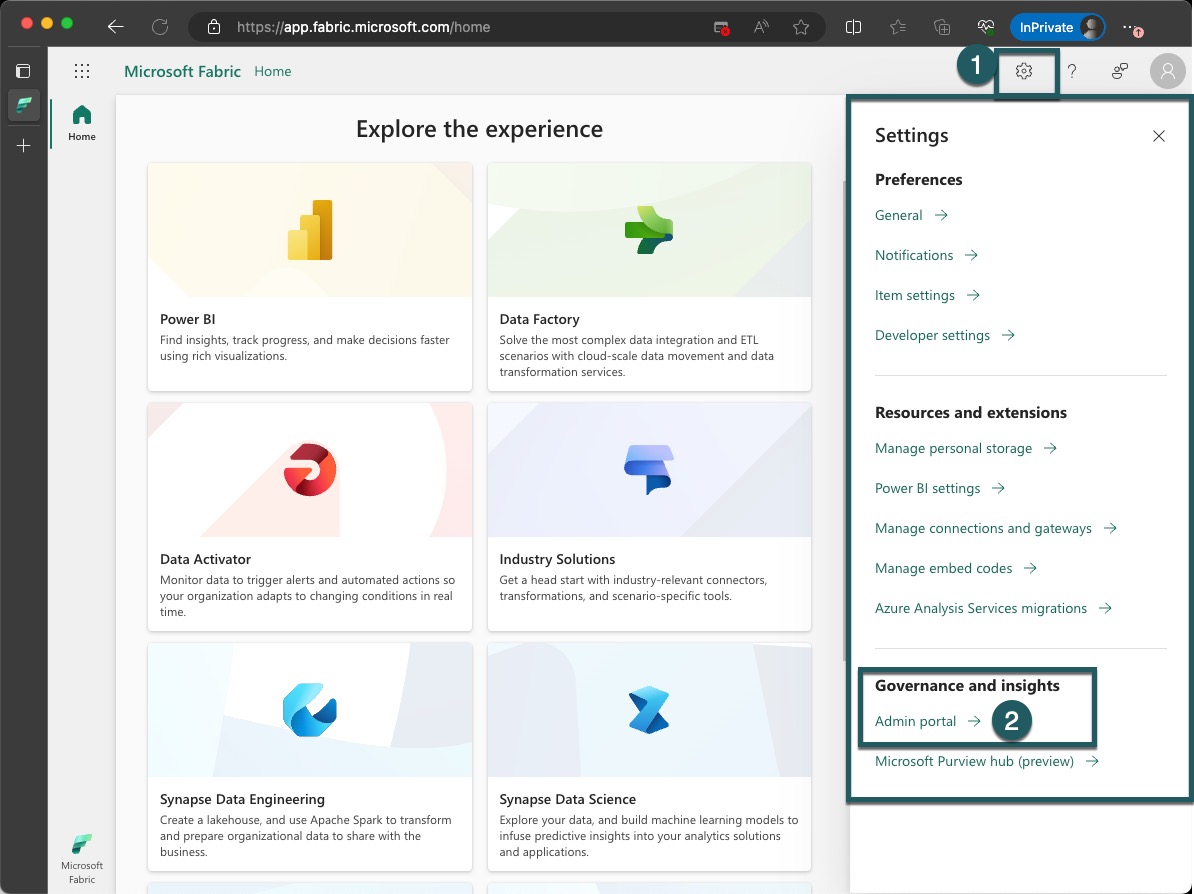 https://app.fabric.microsoft.com/home
InPrivate
Microsoft Fabric
Home
1
?
Home
Explore the experience
Power BI
Find insights, track progress, and make decisions faster
using rich visualizations.
Data Factory
Solve the most complex data integration and ETL
scenarios with cloud-scale data movement and data
transformation services.
Data Activator
Monitor data to trigger alerts and automated actions so
your organization adapts to changing conditions in real
time.
Industry Solutions
Get a head start with industry-relevant connectors,
transformations, and scenario-specific tools.
Synapse Data Engineering
Create a lakehouse, and use Apache Spark to transform
and prepare organizational data to share with the
business.
Synapse Data Science
Explore your data, and build machine learning models to
infuse predictive insights into your analytics solutions
and applications.
Microsoft
Fabric
Settings
Preferences
General
Notifications
Item settings
Developer settings
Resources and extensions
Manage personal storage
Power BI settings
Manage connections and gateways
Manage embed codes
Azure Analysis Services migrations
Governance and insights
Admin portal
2
Microsoft Purview hub (preview)